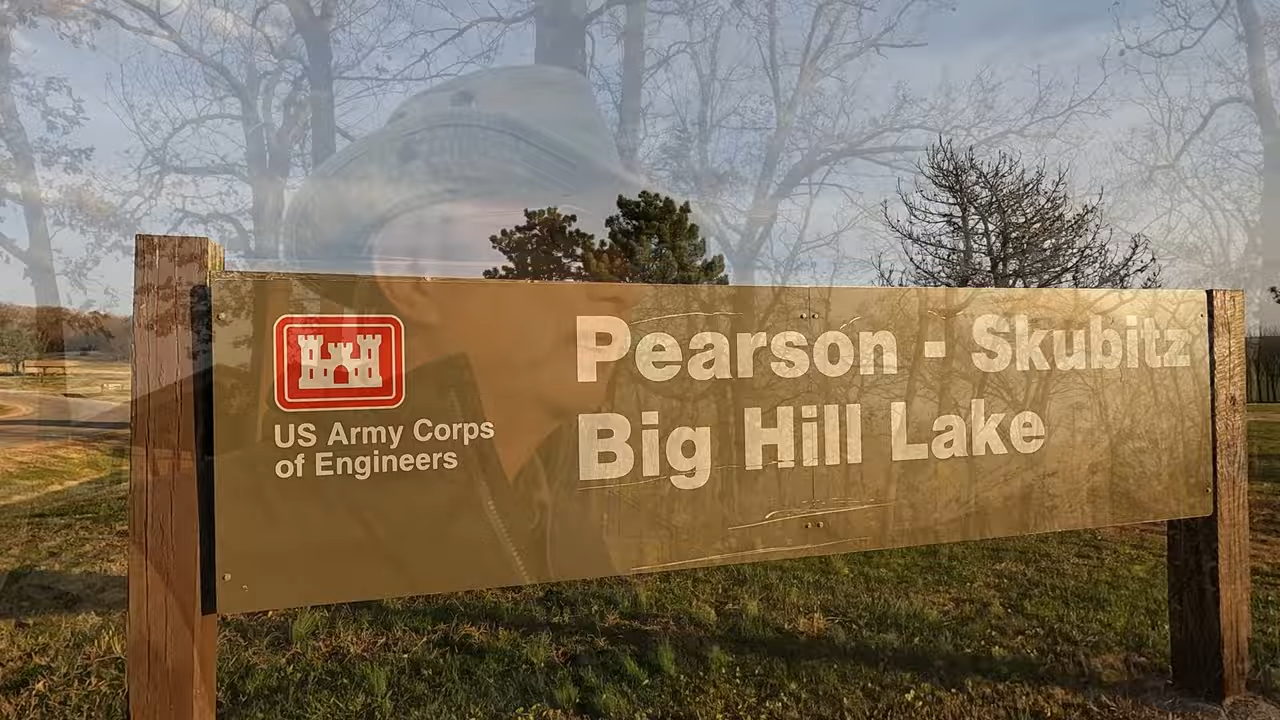 US Army Corps
of Engineers
Pearson - Skubitz
Big Hill Lake